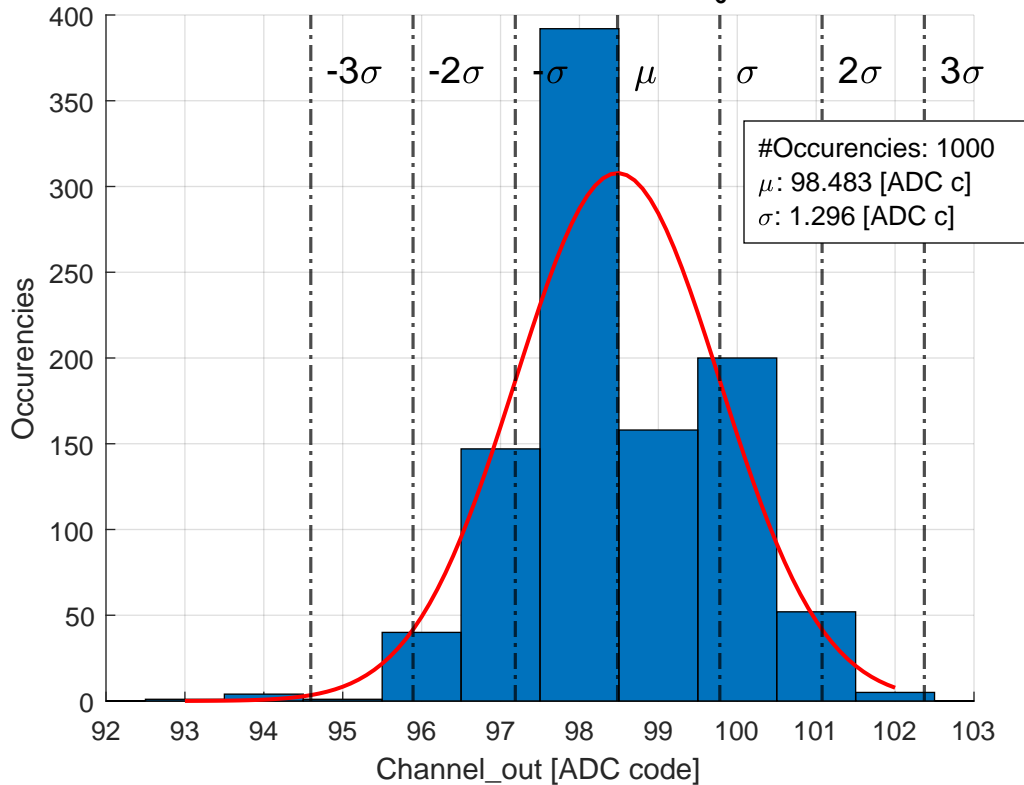 400
350
300
250
200
150
100
50
0
Occurencies
-3σ
-2σ
-σ
μ
σ
2σ
3σ
#Occurencies: 1000
μ: 98.483 [ADC c]
σ: 1.296 [ADC c]
92 93 94 95 96 97 98 99 100 101 102 103
Channel_out [ADC code]